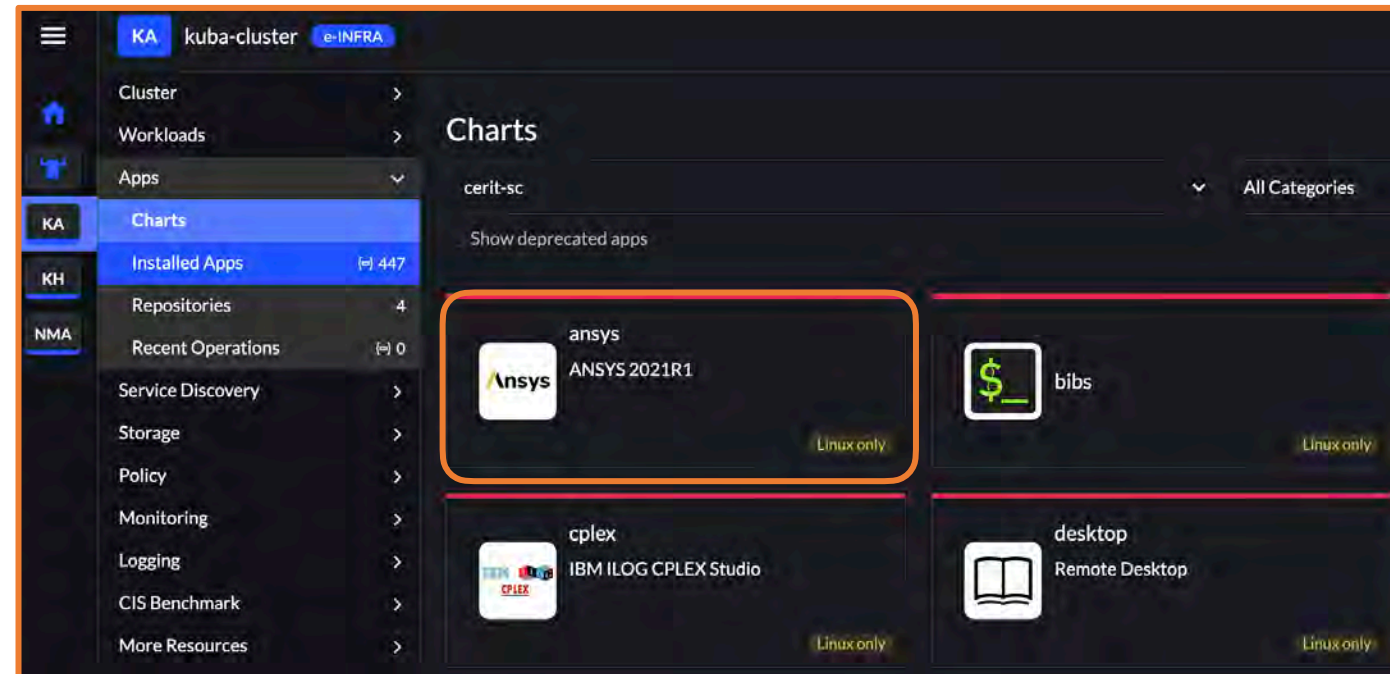 KA kuba-cluster e-INFRA
Cluster
Workloads
Apps
Charts
Installed Apps 447
Repositories 4
Recent Operations 0
Service Discovery
Storage
Policy
Monitoring
Logging
CIS Benchmark
More Resources
KA
KH
NMA
Charts
cerit-sc All Categories
Show deprecated apps
Ansys
ansys
ANSYS 2021R1
Linux only
$_
bibs
Linux only
CPLEX
cplex
IBM ILOG CPLEX Studio
Linux only
desktop
Remote Desktop
Linux only